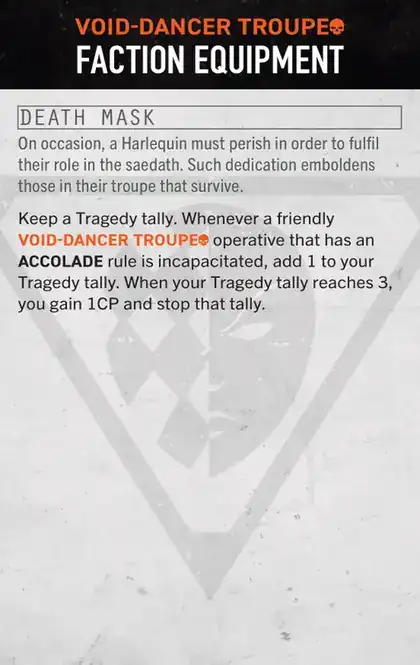 VOID-DANCER TROUPE
FACTION EQUIPMENT
DEATH MASK
On occasion, a Harlequin must perish in order to fulfil
their role in the saedath. Such dedication emboldens
those in their troupe that survive.
Keep a Tragedy tally. Whenever a friendly
VOID-DANCER TROUPE operative that has an
ACCOLADE rule is incapacitated, add 1 to your
Tragedy tally. When your Tragedy tally reaches 3,
you gain 1CP and stop that tally.